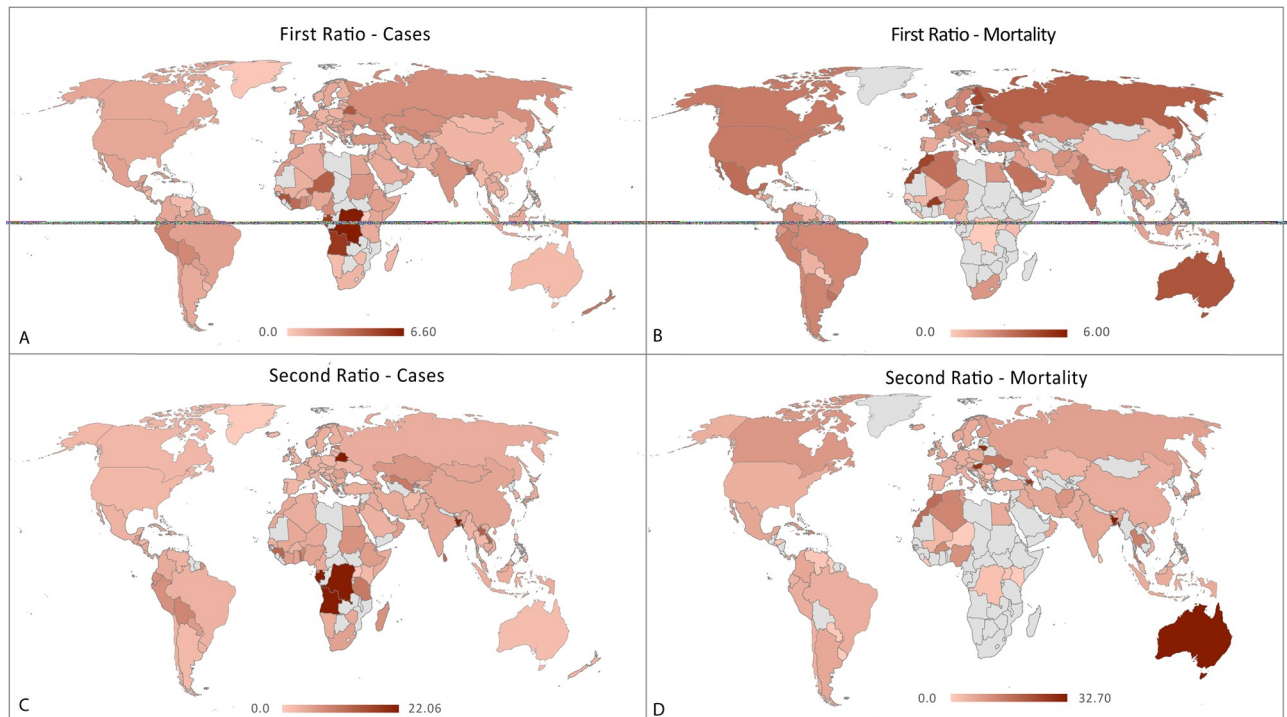 First Ratio - Cases
0.0 6.60
A
First Ratio - Mortality
0.0 6.00
B
Second Ratio - Cases
0.0 22.06
C
Second Ratio - Mortality
0.0 32.70
D